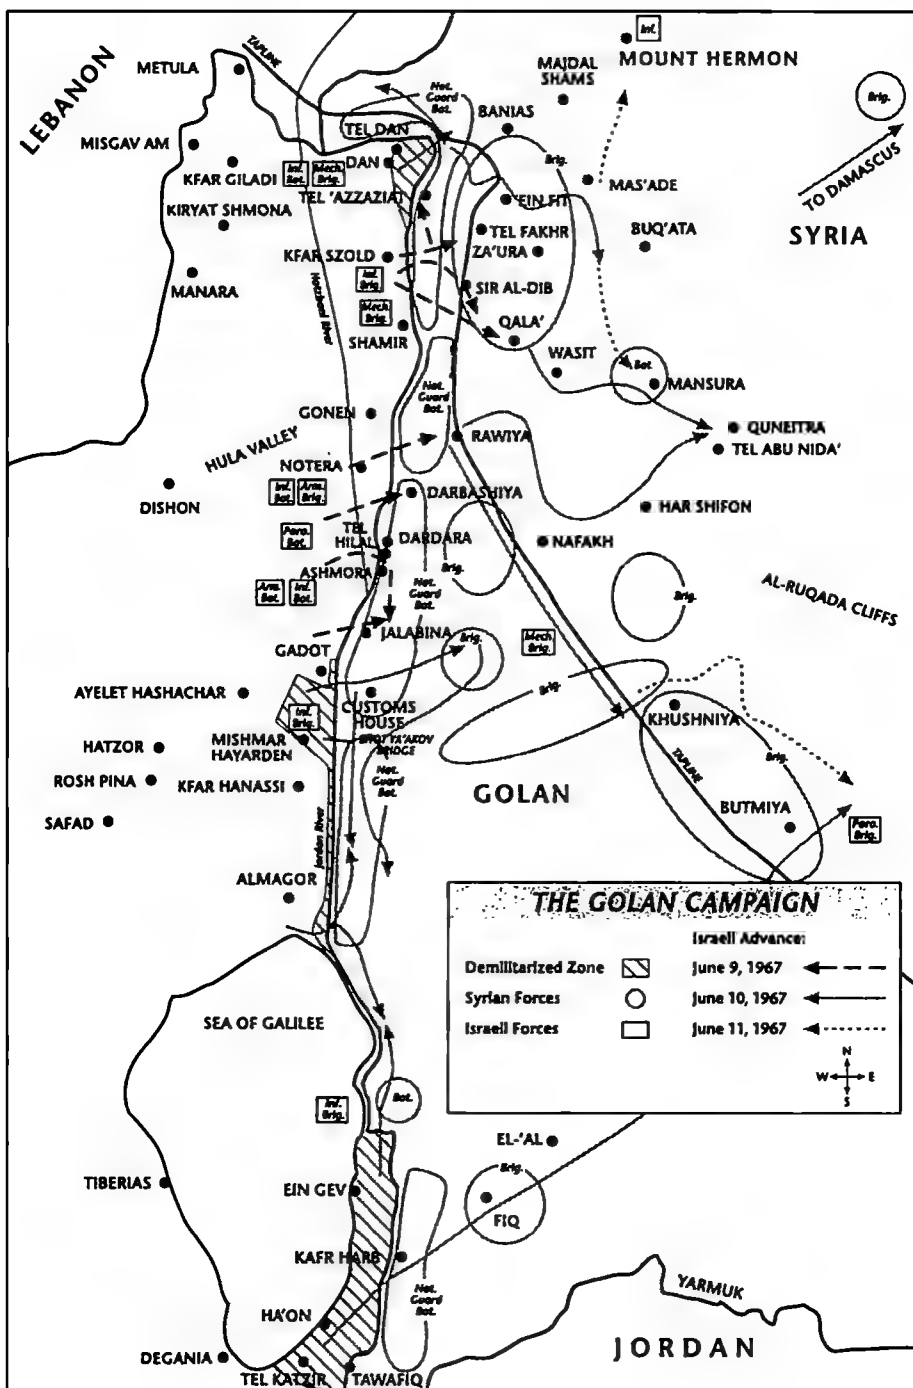 LEBANON
TAPLINE
METULA
Inf.
MOUNT HERMON
MAJDAL
SHAMS
Nat.
Guard
Bat.
BANIAS
Brig.
TO DAMASCUS
SYRIA
MISGAV AM
TEL DAN
DAN
KFAR GILADI
Inf.
Bat.
Mech.
Brig.
TEL 'AZZAZIAT
Brig.
'EIN FIT
MAS'ADE
KIRYAT SHMONA
TEL FAKHR
ZA'URA
BUQ'ATA
KFAR SZOLD
MANARA
Hatzbani River
Inf.
Brig.
Mech.
Brig.
SIR AL-DIB
SHAMIR
QALA'
WASIT
Bat.
MANSURA
Nat.
Guard
Bat.
GONEN
QUNEITRA
RAWIYA
TEL ABU NIDA'
HULA VALLEY
NOTERA
DISHON
Inf.
Bat.
Arm.
Brig.
DARBASHIYA
HAR SHIFON
Para.
Bat.
TEL
HILAL
DARDARA
Brig.
NAFAKH
ASHMORA
Arm.
Bat.
Inf.
Bat.
Nat.
Guard
Bat.
Brig.
AL-RUQADA CLIFFS
JALABINA
Brig.
Mech.
Brig.
GADOT
AYELET HASHACHAR
Brig.
CUSTOMS
HOUSE
Inf.
Brig.
KHUSHNIYA
HATZOR
MISHMAR
HAYARDEN
BNOT YA'AKOV
BRIDGE
TAPLINE
Brig.
ROSH PINA
KFAR HANASSI
Nat.
Guard
Bat.
GOLAN
SAFAD
Jordan River
BUTMIYA
Para.
Brig.
ALMAGOR
THE GOLAN CAMPAIGN
Israeli Advance:
Demilitarized Zone
June 9, 1967
Syrian Forces
June 10, 1967
Israeli Forces
June 11, 1967
N
W E
S
SEA OF GALILEE
Inf.
Brig.
Bat.
EL-'AL
TIBERIAS
EIN GEV
Brig.
FIQ
KAFR HARB
Nat.
Guard
Bat.
YARMUK
HA'ON
JORDAN
DEGANIA
TEL KATZIR
TAWAFIQ